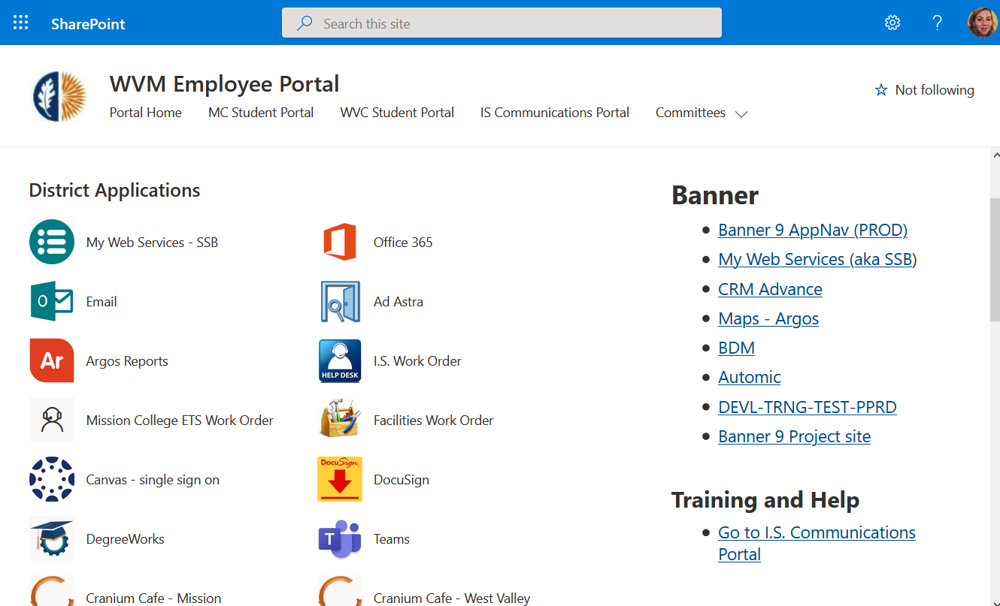 SharePoint
Search this site
WVM Employee Portal
Not following
Portal Home
MC Student Portal
WVC Student Portal
IS Communications Portal
Committees
District Applications
My Web Services - SSB
Office 365
O
Email
Ad Astra
Ar
Argos Reports
HELP DESK
I.S. Work Order
Mission College ETS Work Order
Facilities Work Order
Canvas - single sign on
DocuSign
DocuSign
DegreeWorks
T
Teams
Cranium Cafe - Mission
Cranium Cafe - West Valley
Banner
Banner 9 AppNav (PROD)
My Web Services (aka SSB)
CRM Advance
Maps - Argos
BDM
Automic
DEVL-TRNG-TEST-PPRD
Banner 9 Project site
Training and Help
Go to I.S. Communications
Portal